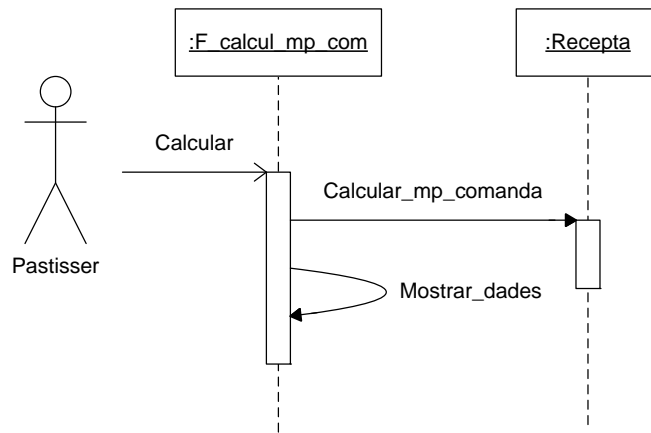 :F_calcul_mp_com
:Recepta
Calcular
Calcular_mp_comanda
Pastisser
Mostrar_dades